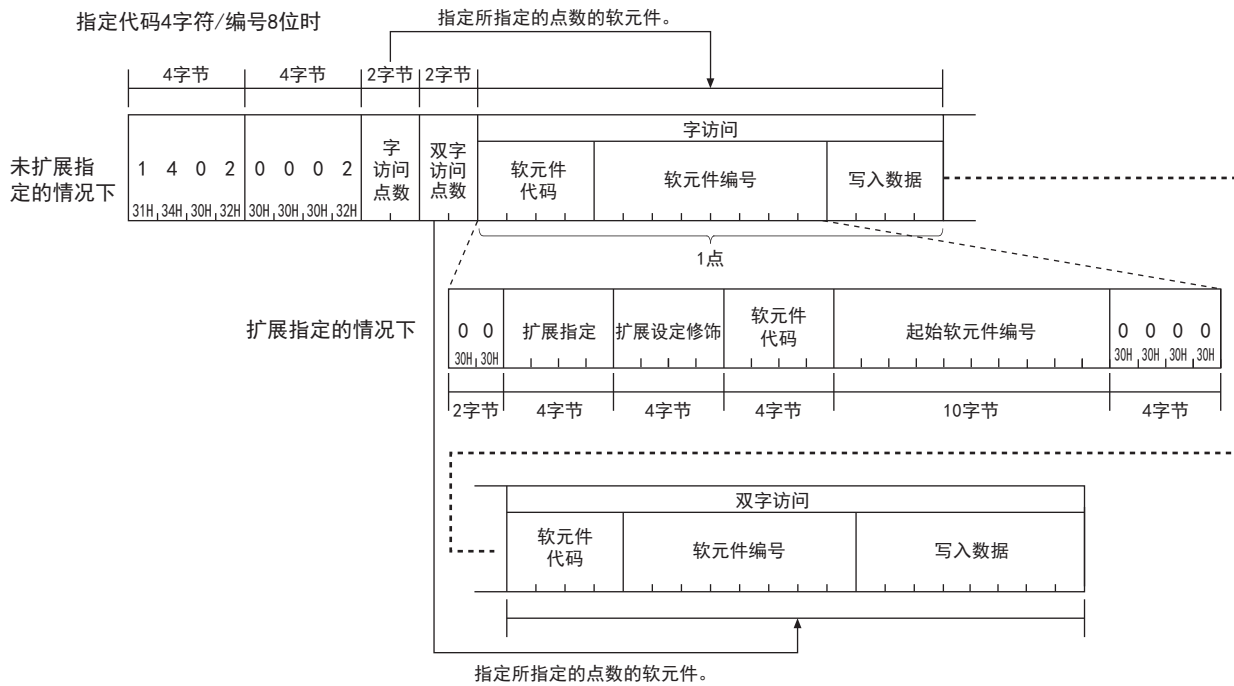 指定代码4字符/编号8位时
指定所指定的点数的软元件。
4字节 4字节 2字节 2字节
未扩展指
定的情况下
1 4 0 2 0 0 0 2
31H 34H 30H 32H 30H 30H 30H 32H
字
访问
点数
双字
访问
点数
字访问
软元件
代码
软元件编号
写入数据
1点
扩展指定的情况下
0 0
30H 30H
扩展指定
扩展设定修饰
软元件
代码
起始软元件编号
0 0 0 0
30H 30H 30H 30H
2字节 4字节 4字节 4字节 10字节 4字节
双字访问
软元件
代码
软元件编号
写入数据
指定所指定的点数的软元件。